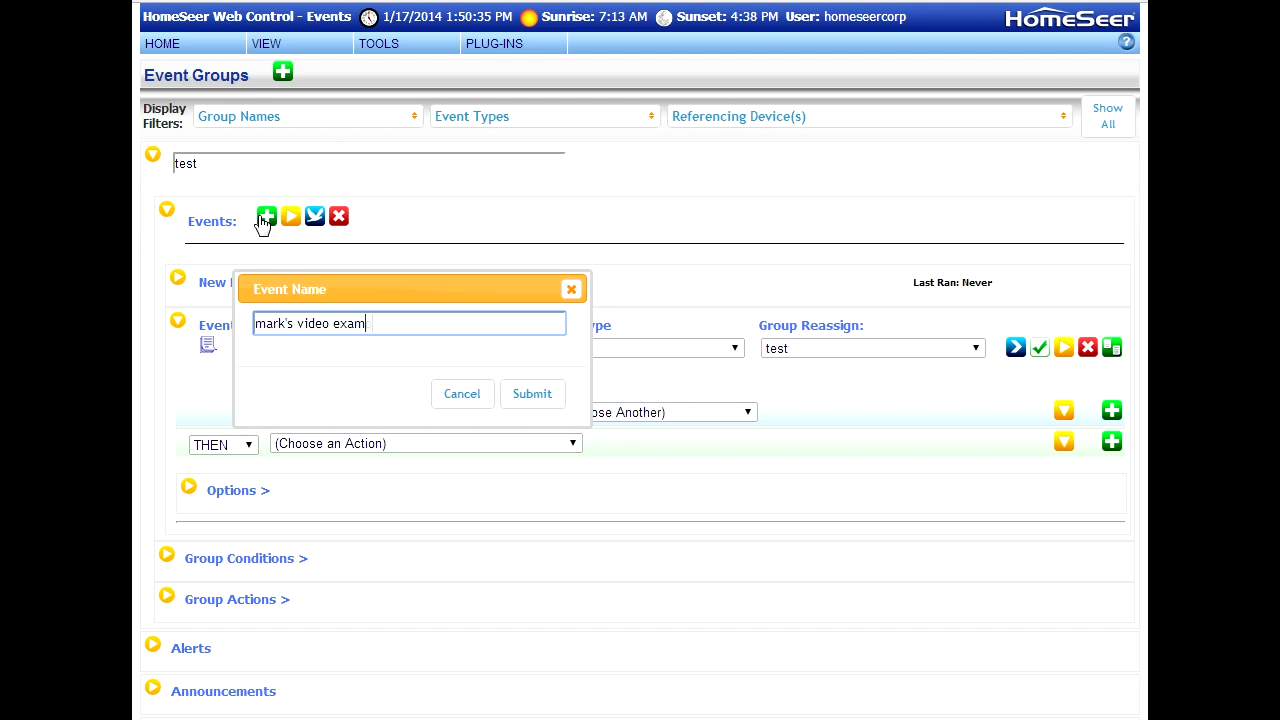 HomeSeer Web Control - Events 1/17/2014 1:50:35 PM Sunrise: 7:13 AM Sunset: 4:38 PM User: homeseercorp HomeSeer
HOME VIEW TOOLS PLUG-INS ?
Event Groups
Display Filters: Group Names Event Types Referencing Device(s) Show All
test
Events:
New Last Ran: Never
Event Name
mark's video exam
Cancel Submit
Even ype Group Reassign:
test
ose Another)
THEN (Choose an Action)
Options >
Group Conditions >
Group Actions >
Alerts
Announcements